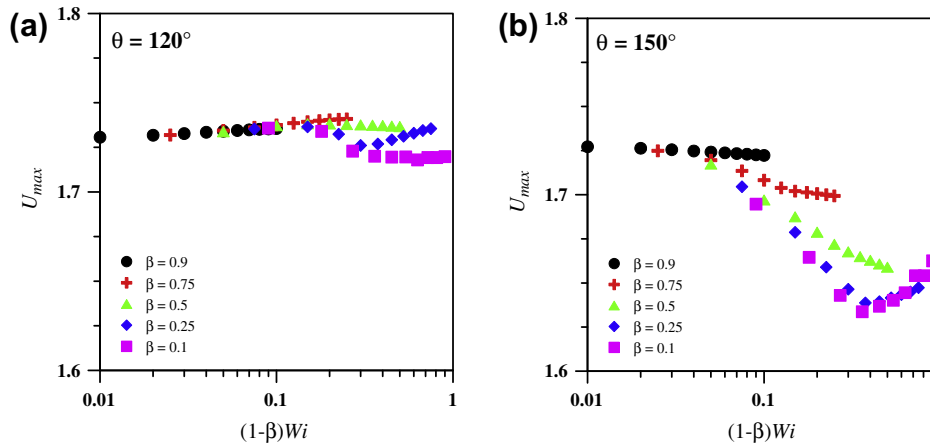 (a)
θ = 120°
1.8
1.7
1.6
U_max
β = 0.9
β = 0.75
β = 0.5
β = 0.25
β = 0.1
0.01
0.1
1
(1-β)Wi
(b)
θ = 150°
1.8
1.7
1.6
U_max
β = 0.9
β = 0.75
β = 0.5
β = 0.25
β = 0.1
0.01
0.1
(1-β)Wi